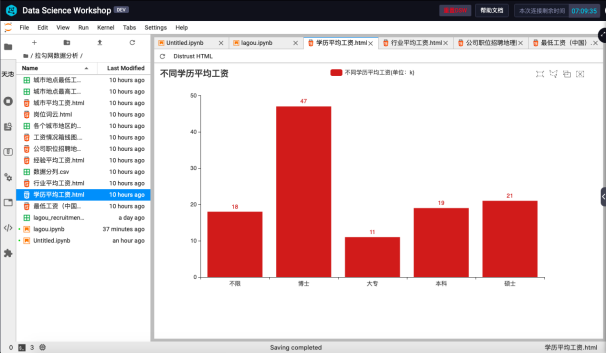 Data Science Workshop DEV
帮助文档
本次连接剩余时间 07:09:35
File Edit View Run Kernel Tabs Settings Help
Untitled.ipynb
lagou.ipynb
学历平均工资.html
行业平均工资.html
公司职位招聘地理
最低工资（中国）.
/ 拉勾网数据分析 /
Distrust HTML
Name Last Modified
天池
城市地点最低工... 10 hours ago
城市地点最高工... 10 hours ago
城市平均工资.html 10 hours ago
岗位词云.html 10 hours ago
各个城市地区的... 10 hours ago
工资情况箱线图... 10 hours ago
公司职位招聘地... 10 hours ago
经验平均工资.html 10 hours ago
数据分列.csv 10 hours ago
行业平均工资.html 10 hours ago
学历平均工资.html 10 hours ago
最低工资（中国... 10 hours ago
lagou_recruitmen... a day ago
lagou.ipynb 37 minutes ago
Untitled.ipynb an hour ago
不同学历平均工资
不同学历平均工资(单位：k)
50
40
30
20
10
0
18
47
11
19
21
不限
博士
大专
本科
硕士
0 3
Saving completed
学历平均工资.html